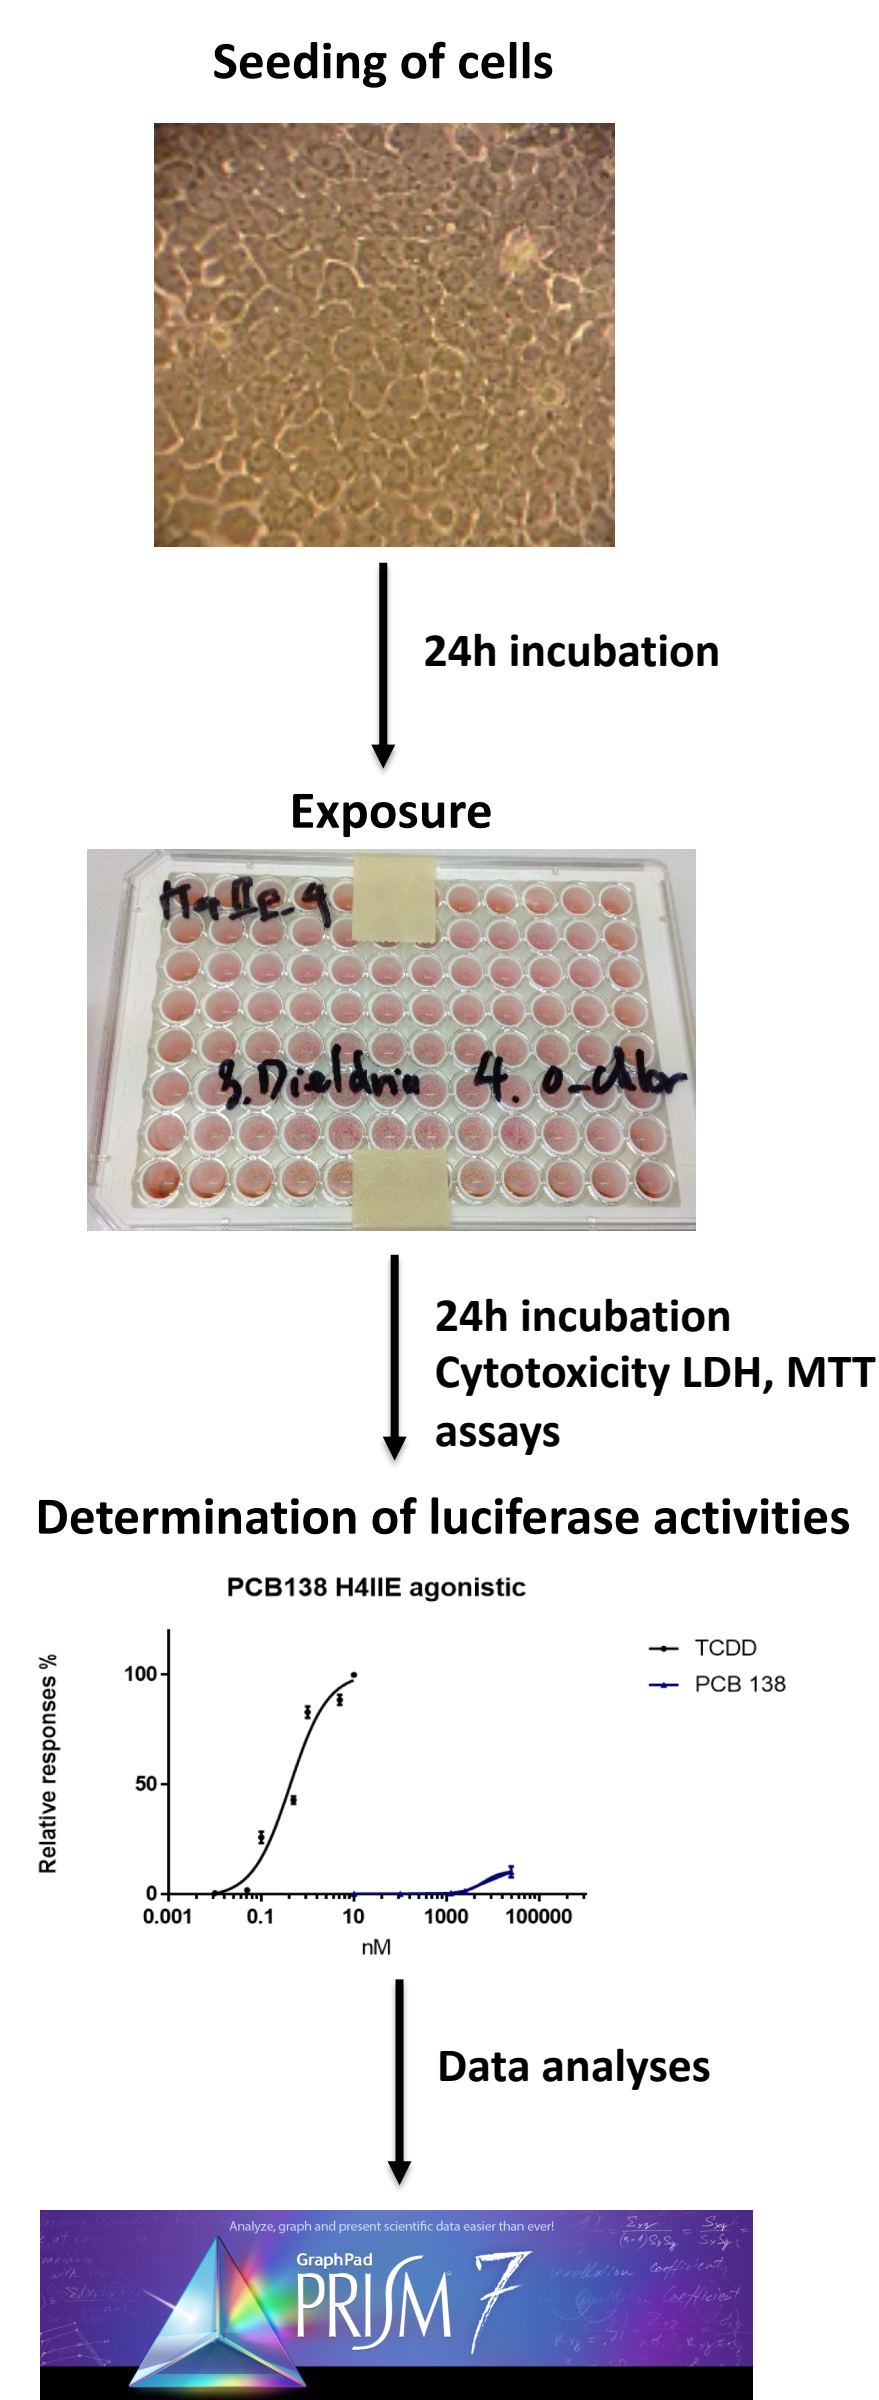 Seeding of cells
24h incubation
Exposure
3. Dieldrin 4. o-chlor
24h incubation
Cytotoxicity LDH, MTT
assays
Determination of luciferase activities
PCB138 H4IIE agonistic
TCDD
PCB 138
Relative responses %
100
50
0
0.001 0.1 10 1000 100000
nM
Data analyses
Analyze, graph and present scientific data easier than ever!
GraphPad
PRISM 7